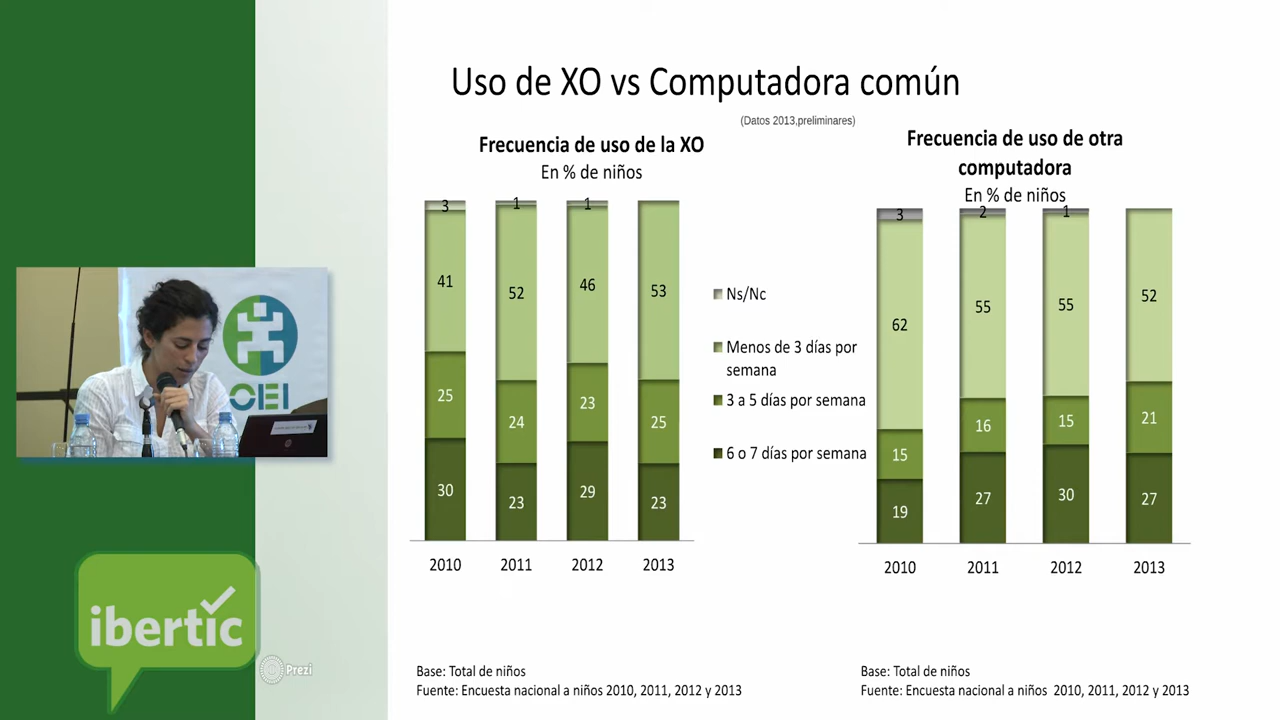 Uso de XO vs Computadora común
(Datos 2013,preliminares)
Frecuencia de uso de la XO
En % de niños
3
1
1
41
52
46
53
25
24
23
25
30
23
29
23
2010
2011
2012
2013
Ns/Nc
Menos de 3 días por
semana
3 a 5 días por semana
6 o 7 días por semana
Frecuencia de uso de otra
computadora
En % de niños
3
2
1
62
55
55
52
15
16
15
21
19
27
30
27
2010
2011
2012
2013
Base: Total de niños
Fuente: Encuesta nacional a niños 2010, 2011, 2012 y 2013
Base: Total de niños
Fuente: Encuesta nacional a niños 2010, 2011, 2012 y 2013
OEI
ibertic
Prezi